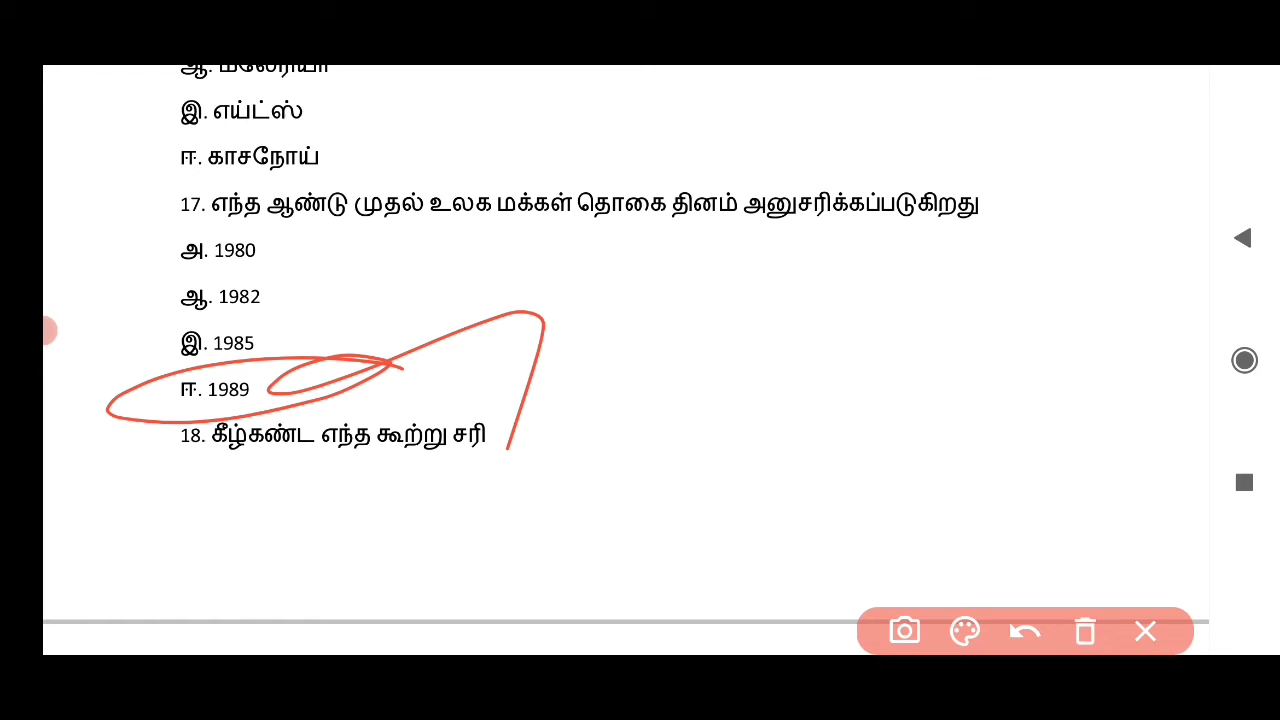 ஆ. மலேரியா
இ. எய்ட்ஸ்
ஈ. காசநோய்
17. எந்த ஆண்டு முதல் உலக மக்கள் தொகை தினம் அனுசரிக்கப்படுகிறது
அ. 1980
ஆ. 1982
இ. 1985
ஈ. 1989
18. கீழ்கண்ட எந்த கூற்று சரி